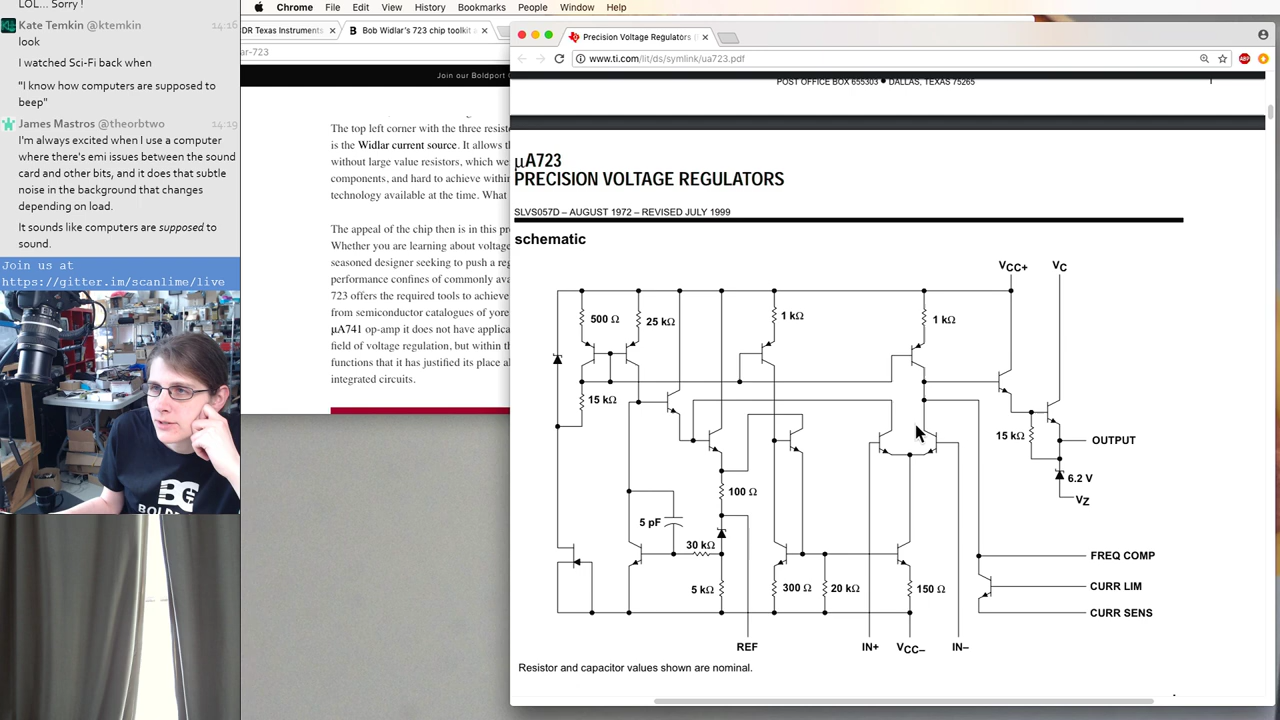 LOL... Sorry !
Kate Temkin @ktemkin 14:16
look
I watched Sci-Fi back when
"I know how computers are supposed to
beep"
James Mastros @theorbtwo 14:19
I'm always excited when I use a computer
where there's emi issues between the sound
card and other bits, and it does that subtle
noise in the background that changes
depending on load.
It sounds like computers are supposed to
sound.
Join us at
https://gitter.im/scanlime/live
Chrome File Edit View History Bookmarks People Window Help
DR Texas Instruments
Bob Widlar's 723 chip toolkit
ar-723
Join our Boldport
The top left corner with the three
is the Widlar current source. It allows
without large value resistors, which
components, and hard to achieve
technology available at the time. What
The appeal of the chip then is in this
Whether you are learning about
seasoned designer seeking to push a
performance confines of commonly
723 offers the required tools to achieve
from semiconductor catalogues of yore
µA741 op-amp it does not have
field of voltage regulation, but within
functions that it has justified its place
integrated circuits.
Precision Voltage Regulators
www.ti.com/lit/ds/symlink/ua723.pdf
POST OFFICE BOX 655303 • DALLAS, TEXAS 75265
1
µA723
PRECISION VOLTAGE REGULATORS
SLVS057D – AUGUST 1972 – REVISED JULY 1999
schematic
VCC+ VC
500 Ω 25 kΩ 1 kΩ 1 kΩ
15 kΩ
15 kΩ OUTPUT
6.2 V
100 Ω
VZ
5 pF
30 kΩ
FREQ COMP
5 kΩ 300 Ω 20 kΩ 150 Ω CURR LIM
CURR SENS
REF IN+ VCC– IN–
Resistor and capacitor values shown are nominal.
BOLD